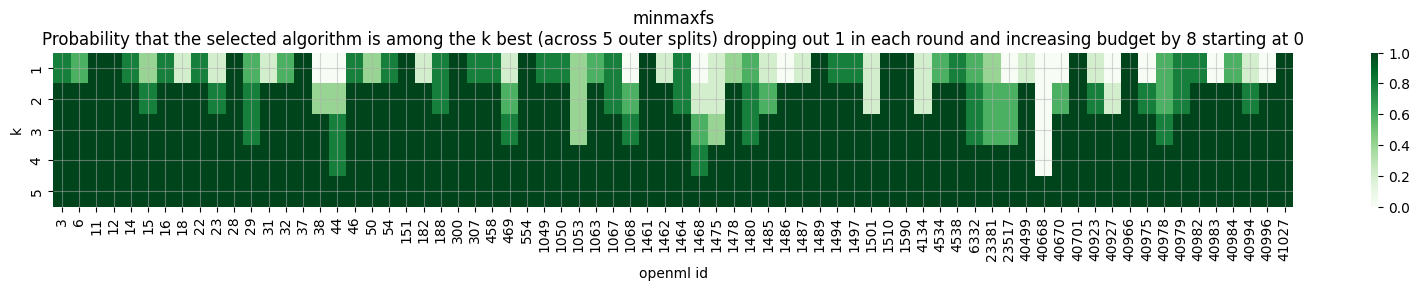 minmaxfs
Probability that the selected algorithm is among the k best (across 5 outer splits) dropping out 1 in each round and increasing budget by 8 starting at 0
k
1
2
3
4
5
3 6 11 12 14 15 16 18 22 23 28 29 31 32 37 38 44 46 50 54 151 182 188 300 307 458 469 554 1049 1050 1053 1063 1067 1068 1461 1462 1464 1468 1475 1478 1480 1485 1486 1487 1489 1494 1497 1501 1510 1590 4134 4534 4538 6332 23381 23517 40499 40668 40670 40701 40923 40927 40966 40975 40978 40979 40982 40983 40984 40994 40996 41027
openml id
1.0
0.8
0.6
0.4
0.2
0.0